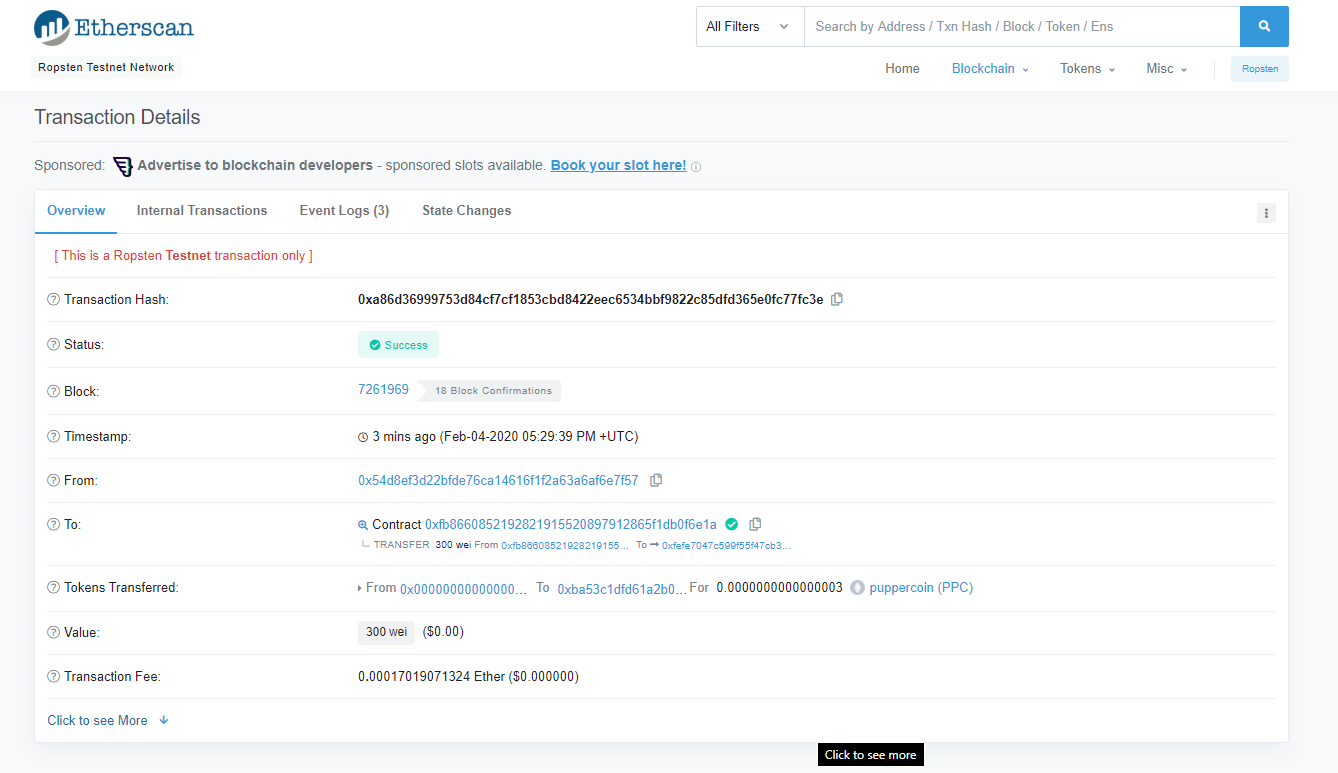 Etherscan
All Filters
Search by Address / Txn Hash / Block / Token / Ens
Ropsten Testnet Network
Home Blockchain Tokens Misc Ropsten
Transaction Details
Sponsored: Advertise to blockchain developers - sponsored slots available. Book your slot here!
Overview Internal Transactions Event Logs (3) State Changes
[ This is a Ropsten Testnet transaction only ]
Transaction Hash: 0xa86d36999753d84cf7cf1853cbd8422eec6534bbf9822c85dfd365e0fc77fc3e
Status: Success
Block: 7261969 18 Block Confirmations
Timestamp: 3 mins ago (Feb-04-2020 05:29:39 PM +UTC)
From: 0x54d8ef3d22bfde76ca14616f1f2a63a6af6e7f57
To: Contract 0xfb8660852192821915520897912865f1db0f6e1a
TRANSFER 300 wei From 0xfb86608521928219155... To → 0xfefe7047c599f55f47cb3...
Tokens Transferred: From 0x00000000000000... To 0xba53c1dfd61a2b0... For 0.0000000000000003 puppercoin (PPC)
Value: 300 wei ($0.00)
Transaction Fee: 0.00017019071324 Ether ($0.000000)
Click to see More
Click to see more